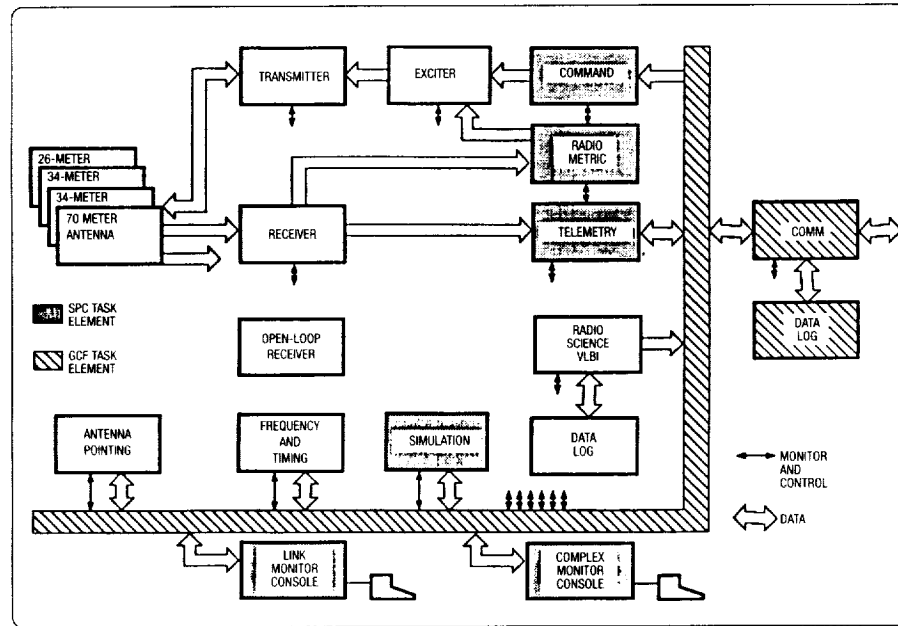 TRANSMITTER
EXCITER
COMMAND
26-METER
34-METER
34-METER
70 METER
ANTENNA
RADIO
METRIC
RECEIVER
TELEMETRY
COMM
SPC TASK
ELEMENT
GCF TASK
ELEMENT
OPEN-LOOP
RECEIVER
RADIO
SCIENCE
VLBI
DATA
LOG
ANTENNA
POINTING
FREQUENCY
AND
TIMING
SIMULATION
DATA
LOG
MONITOR
AND
CONTROL
DATA
LINK
MONITOR
CONSOLE
COMPLEX
MONITOR
CONSOLE